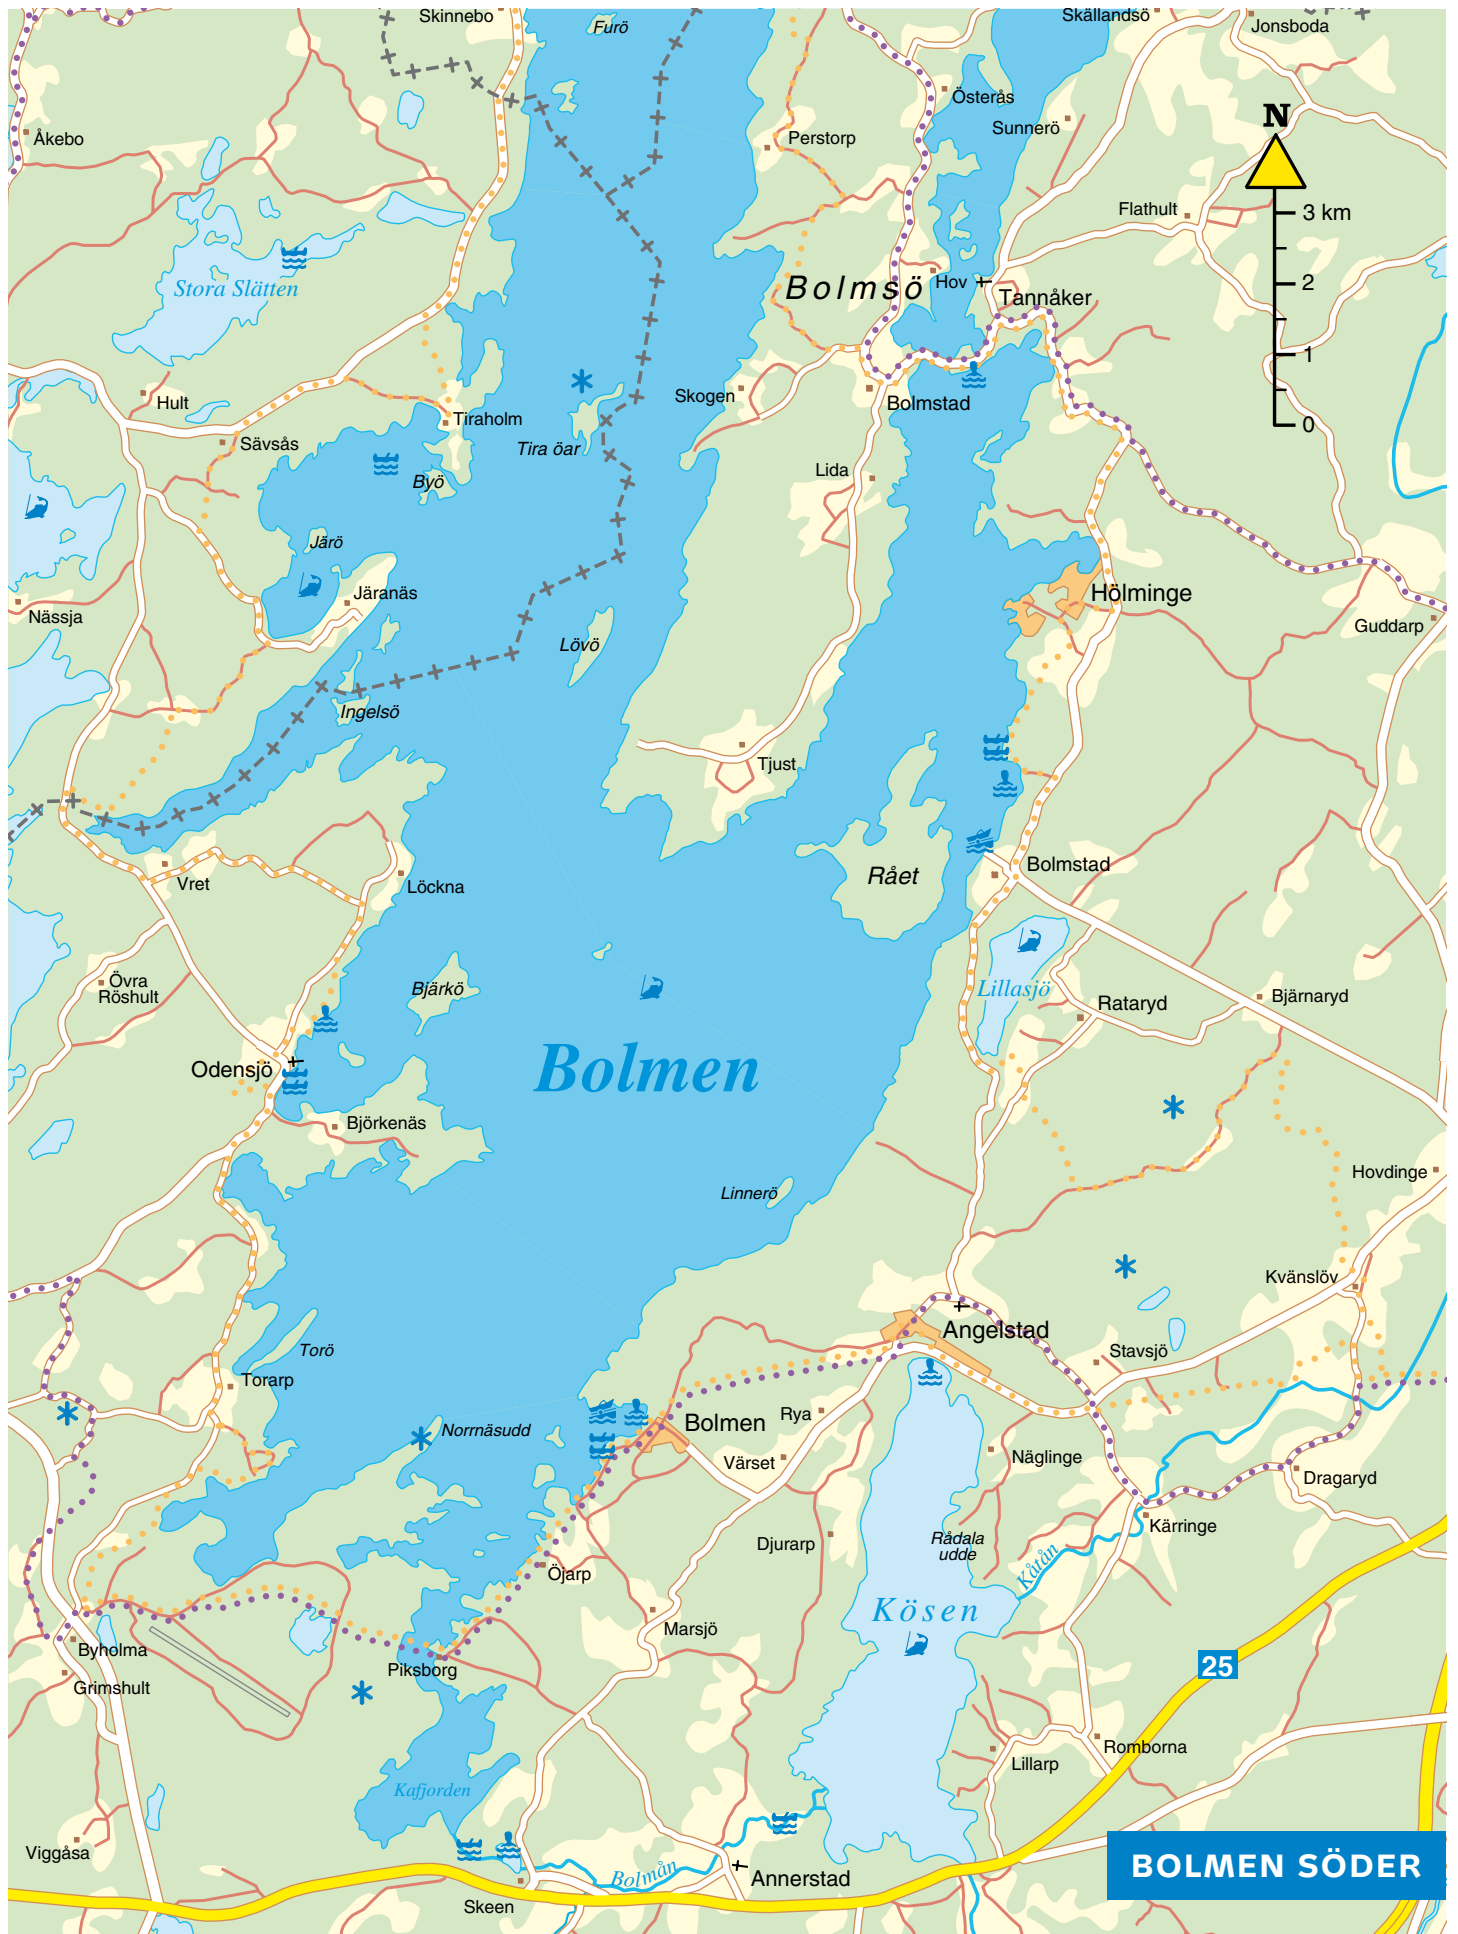 Skinnebo
Furö
Skällandsö
Jonsboda
Österås
Sunnerö
Åkebo
Perstorp
N
Flathult
3 km
Stora Slätten
Bolmsö
Hov
Tannåker
2
1
Hult
Skogen
Bolmstad
0
Tiraholm
Sävsås
Tira öar
Byö
Lida
Järö
Järanäs
Hölminge
Nässja
Guddarp
Lövö
Ingelsö
Tjust
Bolmstad
Vret
Löckna
Rået
Övra
Röshult
Bjärkö
Lillasjö
Rataryd
Bjärnaryd
Odensjö
Bolmen
Björkenäs
Hovdinge
Linnerö
Kvänslöv
Angelstad
Torö
Stavsjö
Torarp
Norrnäsudd
Bolmen
Rya
Värset
Näglinge
Dragaryd
Kärringe
Djurarp
Rådala
udde
Kåtån
Öjarp
Kösen
Marsjö
Byholma
Piksborg
Grimshult
25
Romborna
Lillarp
Kafjorden
Viggåsa
Bolmån
BOLMEN SÖDER
Annerstad
Skeen